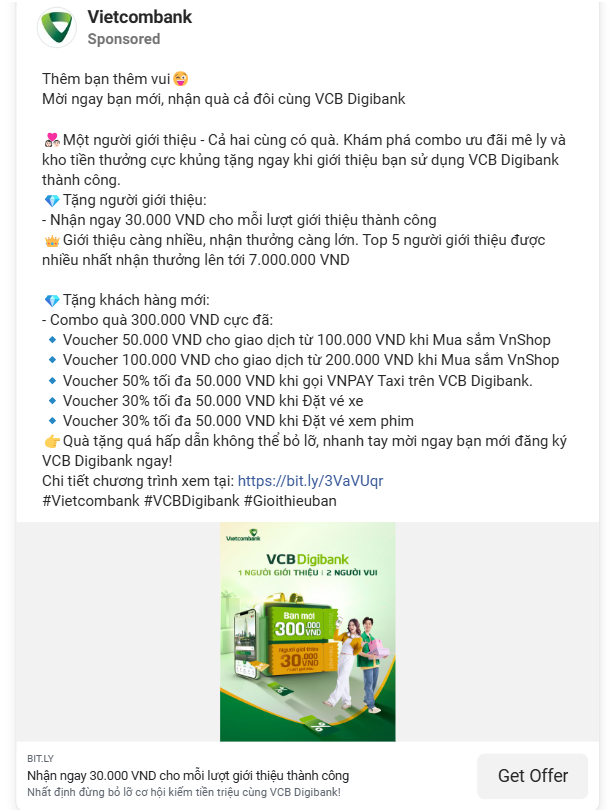 Vietcombank
Sponsored
Thêm bạn thêm vui😜
Mời ngay bạn mới, nhận quà cả đôi cùng VCB Digibank
💏Một người giới thiệu - Cả hai cùng có quà. Khám phá combo ưu đãi mê ly và
kho tiền thưởng cực khủng tặng ngay khi giới thiệu bạn sử dụng VCB Digibank
thành công.
💎Tặng người giới thiệu:
- Nhận ngay 30.000 VND cho mỗi lượt giới thiệu thành công
👑Giới thiệu càng nhiều, nhận thưởng càng lớn. Top 5 người giới thiệu được
nhiều nhất nhận thưởng lên tới 7.000.000 VND
💎Tặng khách hàng mới:
- Combo quà 300.000 VND cực đã:
🔹Voucher 50.000 VND cho giao dịch từ 100.000 VND khi Mua sắm VnShop
🔹Voucher 100.000 VND cho giao dịch từ 200.000 VND khi Mua sắm VnShop
🔹Voucher 50% tối đa 50.000 VND khi gọi VNPAY Taxi trên VCB Digibank.
🔹Voucher 30% tối đa 50.000 VND khi Đặt vé xe
🔹Voucher 30% tối đa 50.000 VND khi Đặt vé xem phim
👉Quà tặng quá hấp dẫn không thể bỏ lỡ, nhanh tay mời ngay bạn mới đăng ký
VCB Digibank ngay!
Chi tiết chương trình xem tại: https://bit.ly/3VaVUqr
#Vietcombank #VCBDigibank #Gioithieuban
Vietcombank
VCB Digibank
1 NGƯỜI GIỚI THIỆU | 2 NGƯỜI VUI
Bạn mới
300.000 VND
Người giới thiệu
30.000 VND
BIT.LY
Nhận ngay 30.000 VND cho mỗi lượt giới thiệu thành công
Nhất định đừng bỏ lỡ cơ hội kiếm tiền triệu cùng VCB Digibank!
Get Offer